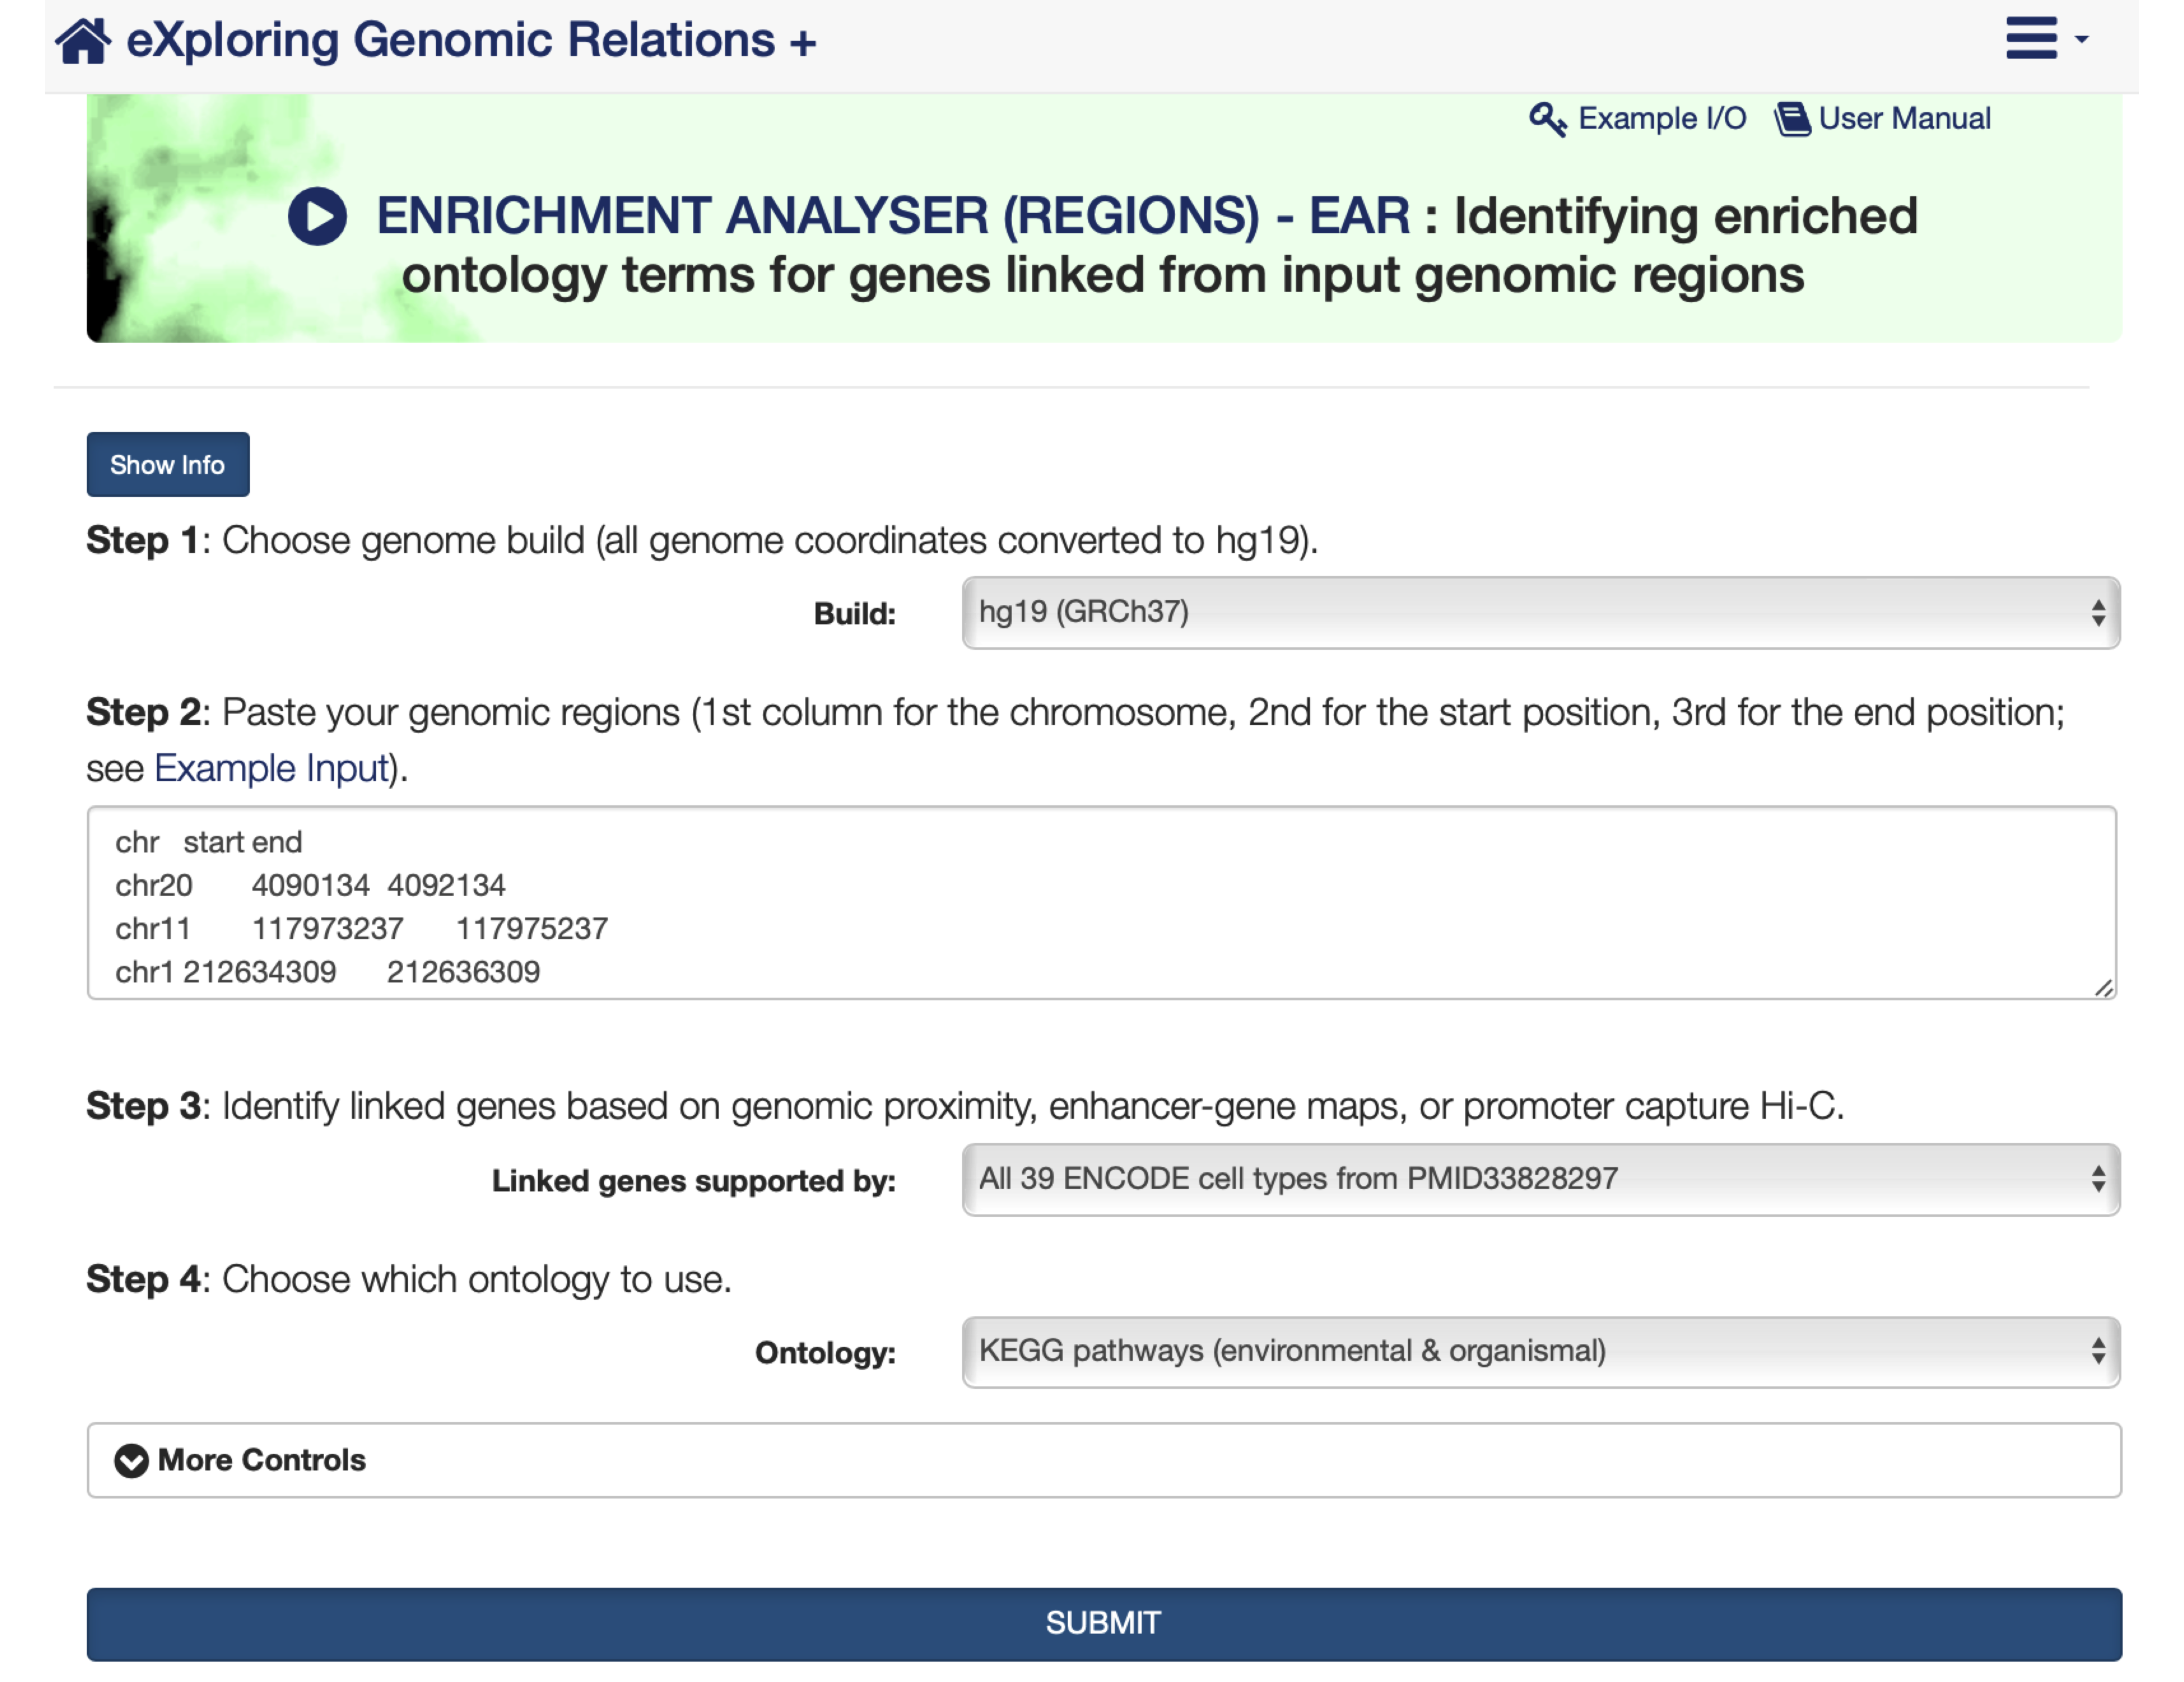 eXploring Genomic Relations +
Example I/O User Manual
ENRICHMENT ANALYSER (REGIONS) - EAR : Identifying enriched
ontology terms for genes linked from input genomic regions
Show Info
Step 1: Choose genome build (all genome coordinates converted to hg19).
Build: hg19 (GRCh37)
Step 2: Paste your genomic regions (1st column for the chromosome, 2nd for the start position, 3rd for the end position;
see Example Input).
chr start end
chr20 4090134 4092134
chr11 117973237 117975237
chr1 212634309 212636309
Step 3: Identify linked genes based on genomic proximity, enhancer-gene maps, or promoter capture Hi-C.
Linked genes supported by: All 39 ENCODE cell types from PMID33828297
Step 4: Choose which ontology to use.
Ontology: KEGG pathways (environmental & organismal)
More Controls
SUBMIT